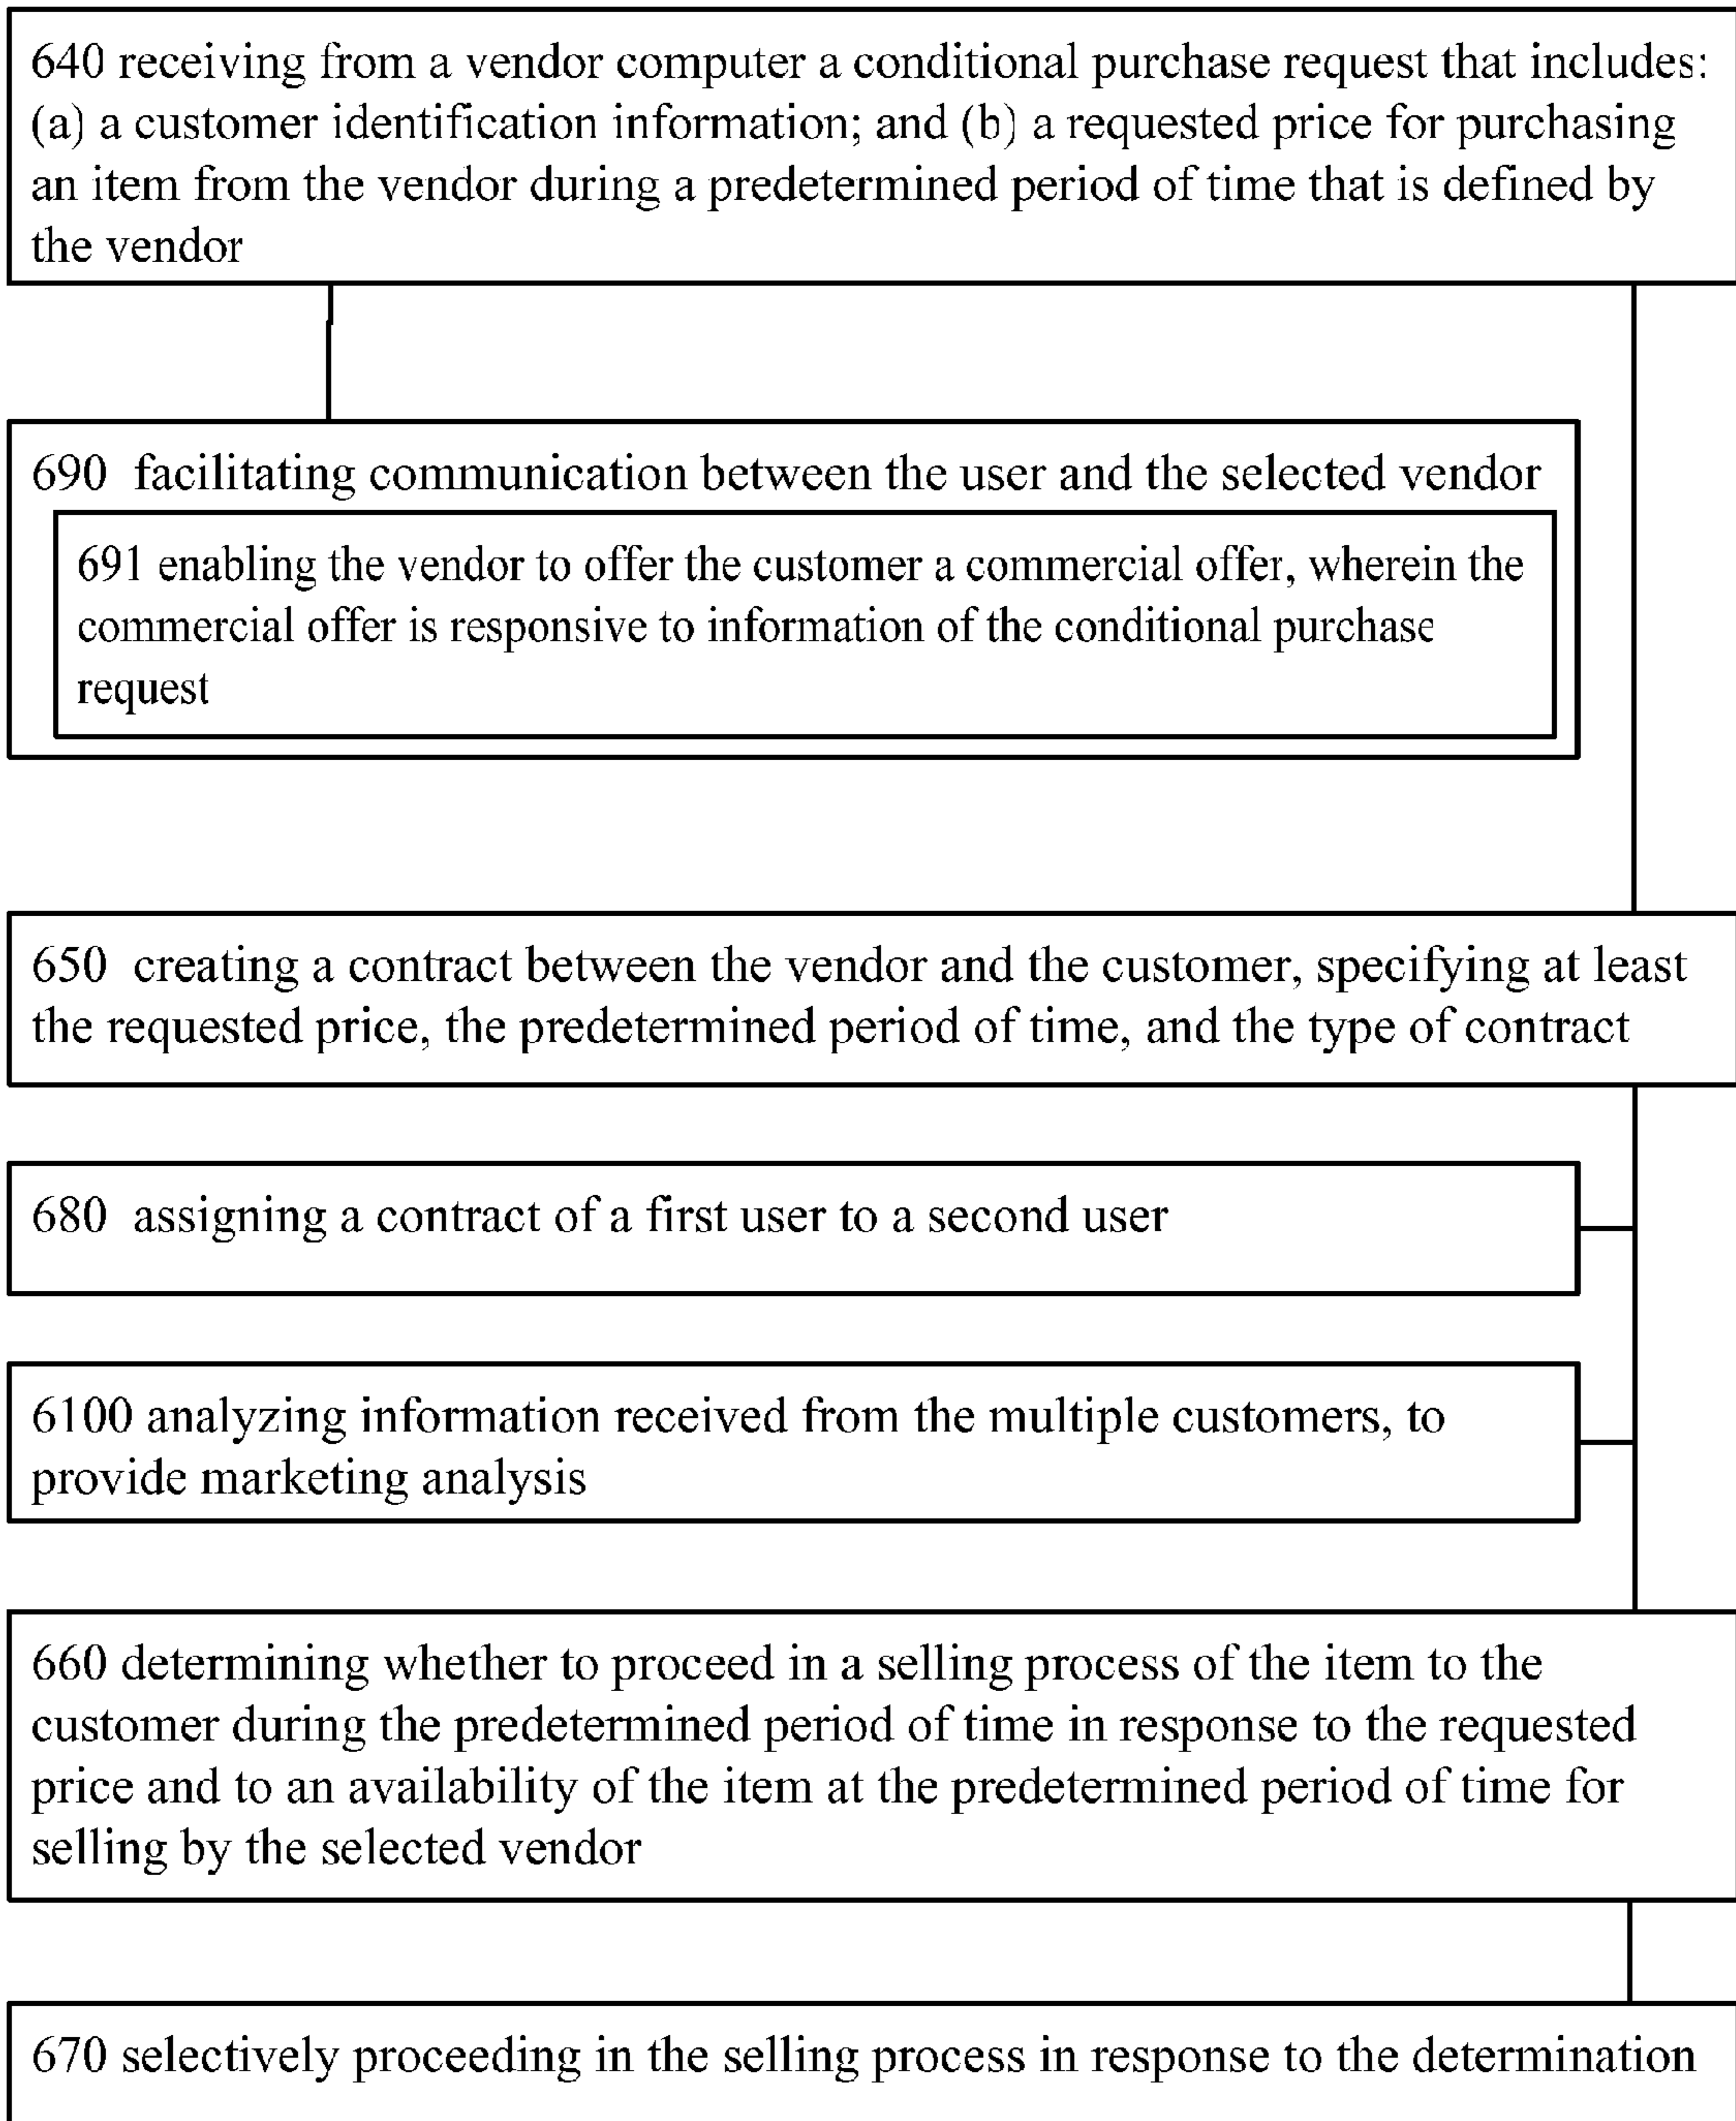 640 receiving from a vendor computer a conditional purchase request that includes:
(a) a customer identification information; and (b) a requested price for purchasing
an item from the vendor during a predetermined period of time that is defined by
the vendor
690 facilitating communication between the user and the selected vendor
691 enabling the vendor to offer the customer a commercial offer, wherein the
commercial offer is responsive to information of the conditional purchase
request
650 creating a contract between the vendor and the customer, specifying at least
the requested price, the predetermined period of time, and the type of contract
680 assigning a contract of a first user to a second user
6100 analyzing information received from the multiple customers, to
provide marketing analysis
660 determining whether to proceed in a selling process of the item to the
customer during the predetermined period of time in response to the requested
price and to an availability of the item at the predetermined period of time for
selling by the selected vendor
670 selectively proceeding in the selling process in response to the determination